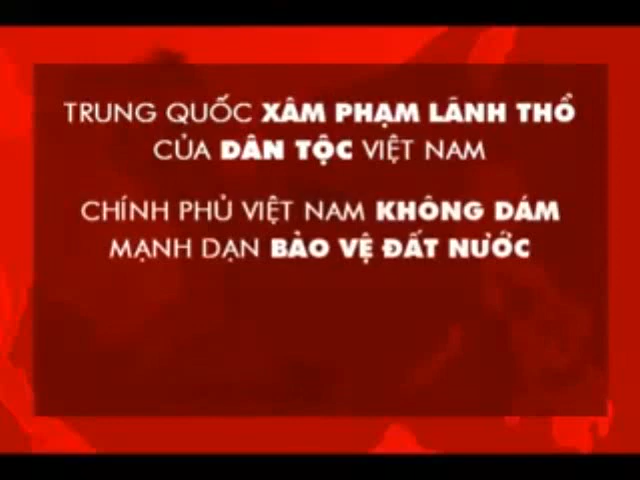 TRUNG QUỐC XÂM PHẠM LÃNH THỔ
CỦA DÂN TỘC VIỆT NAM
CHÍNH PHỦ VIỆT NAM KHÔNG DÁM
MẠNH DẠN BÀO VỆ ĐẤT NƯỚC